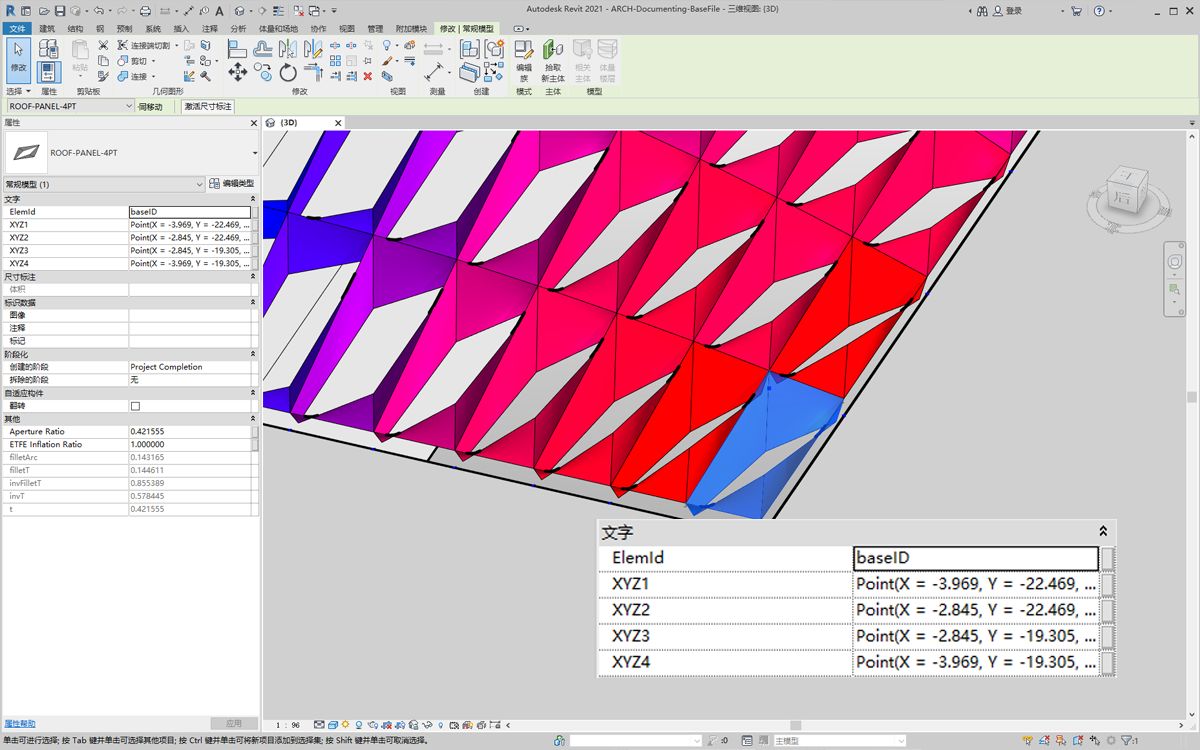 Autodesk Revit 2021 - ARCH-Documenting-BaseFile - 三维视图: {3D}
登录
文件 建筑 结构 钢 预制 系统 插入 注释 分析 体量和场地 协作 视图 管理 附加模块 修改 | 常规模型
修改 粘贴 连接端切割 剪切 连接 编辑族 拾取新主体 相关主体 体量楼层
选择 属性 剪贴板 几何图形 修改 视图 测量 创建 模式 主体 模型
ROOF-PANEL-4PT 同移动 激活尺寸标注
属性
{3D}
ROOF-PANEL-4PT
常规模型 (1) 编辑类型
文字
ElemId baseID
XYZ1 Point(X = -3.969, Y = -22.469, ...
XYZ2 Point(X = -2.845, Y = -22.469, ...
XYZ3 Point(X = -2.845, Y = -19.305, ...
XYZ4 Point(X = -3.969, Y = -19.305, ...
尺寸标注
体积
标识数据
图像
注释
标记
阶段化
创建的阶段 Project Completion
拆除的阶段 无
自适应构件
翻转
其他
Aperture Ratio 0.421555
ETFE Inflation Ratio 1.000000
filletArc 0.143165
filletT 0.144611
invFilletT 0.855389
invT 0.578445
t 0.421555
上
后
文字
ElemId baseID
XYZ1 Point(X = -3.969, Y = -22.469, ...
XYZ2 Point(X = -2.845, Y = -22.469, ...
XYZ3 Point(X = -2.845, Y = -19.305, ...
XYZ4 Point(X = -3.969, Y = -19.305, ...
属性帮助 应用
1 : 96
单击可进行选择; 按 Tab 键并单击可选择其他项目; 按 Ctrl 键并单击可将新项目添加到选择集; 按 Shift 键并单击可取消选择。
:0 主模型 :1